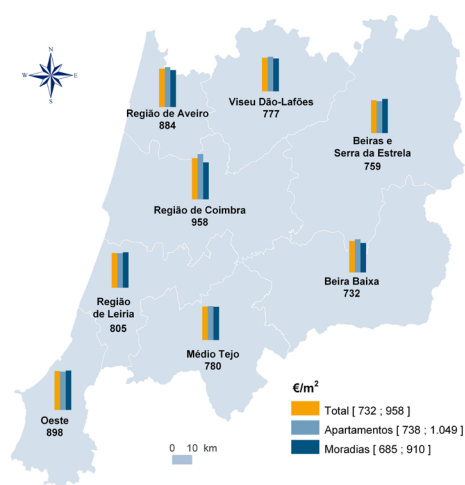 N
W E
S
Região de Aveiro
884
Viseu Dão-Lafões
777
Beiras e
Serra da Estrela
759
Região de Coimbra
958
Beira Baixa
732
Região
de Leiria
805
Médio Tejo
780
Oeste
898
€/m²
Total [ 732 ; 958 ]
Apartamentos [ 738 ; 1.049 ]
Moradias [ 685 ; 910 ]
0 10 km